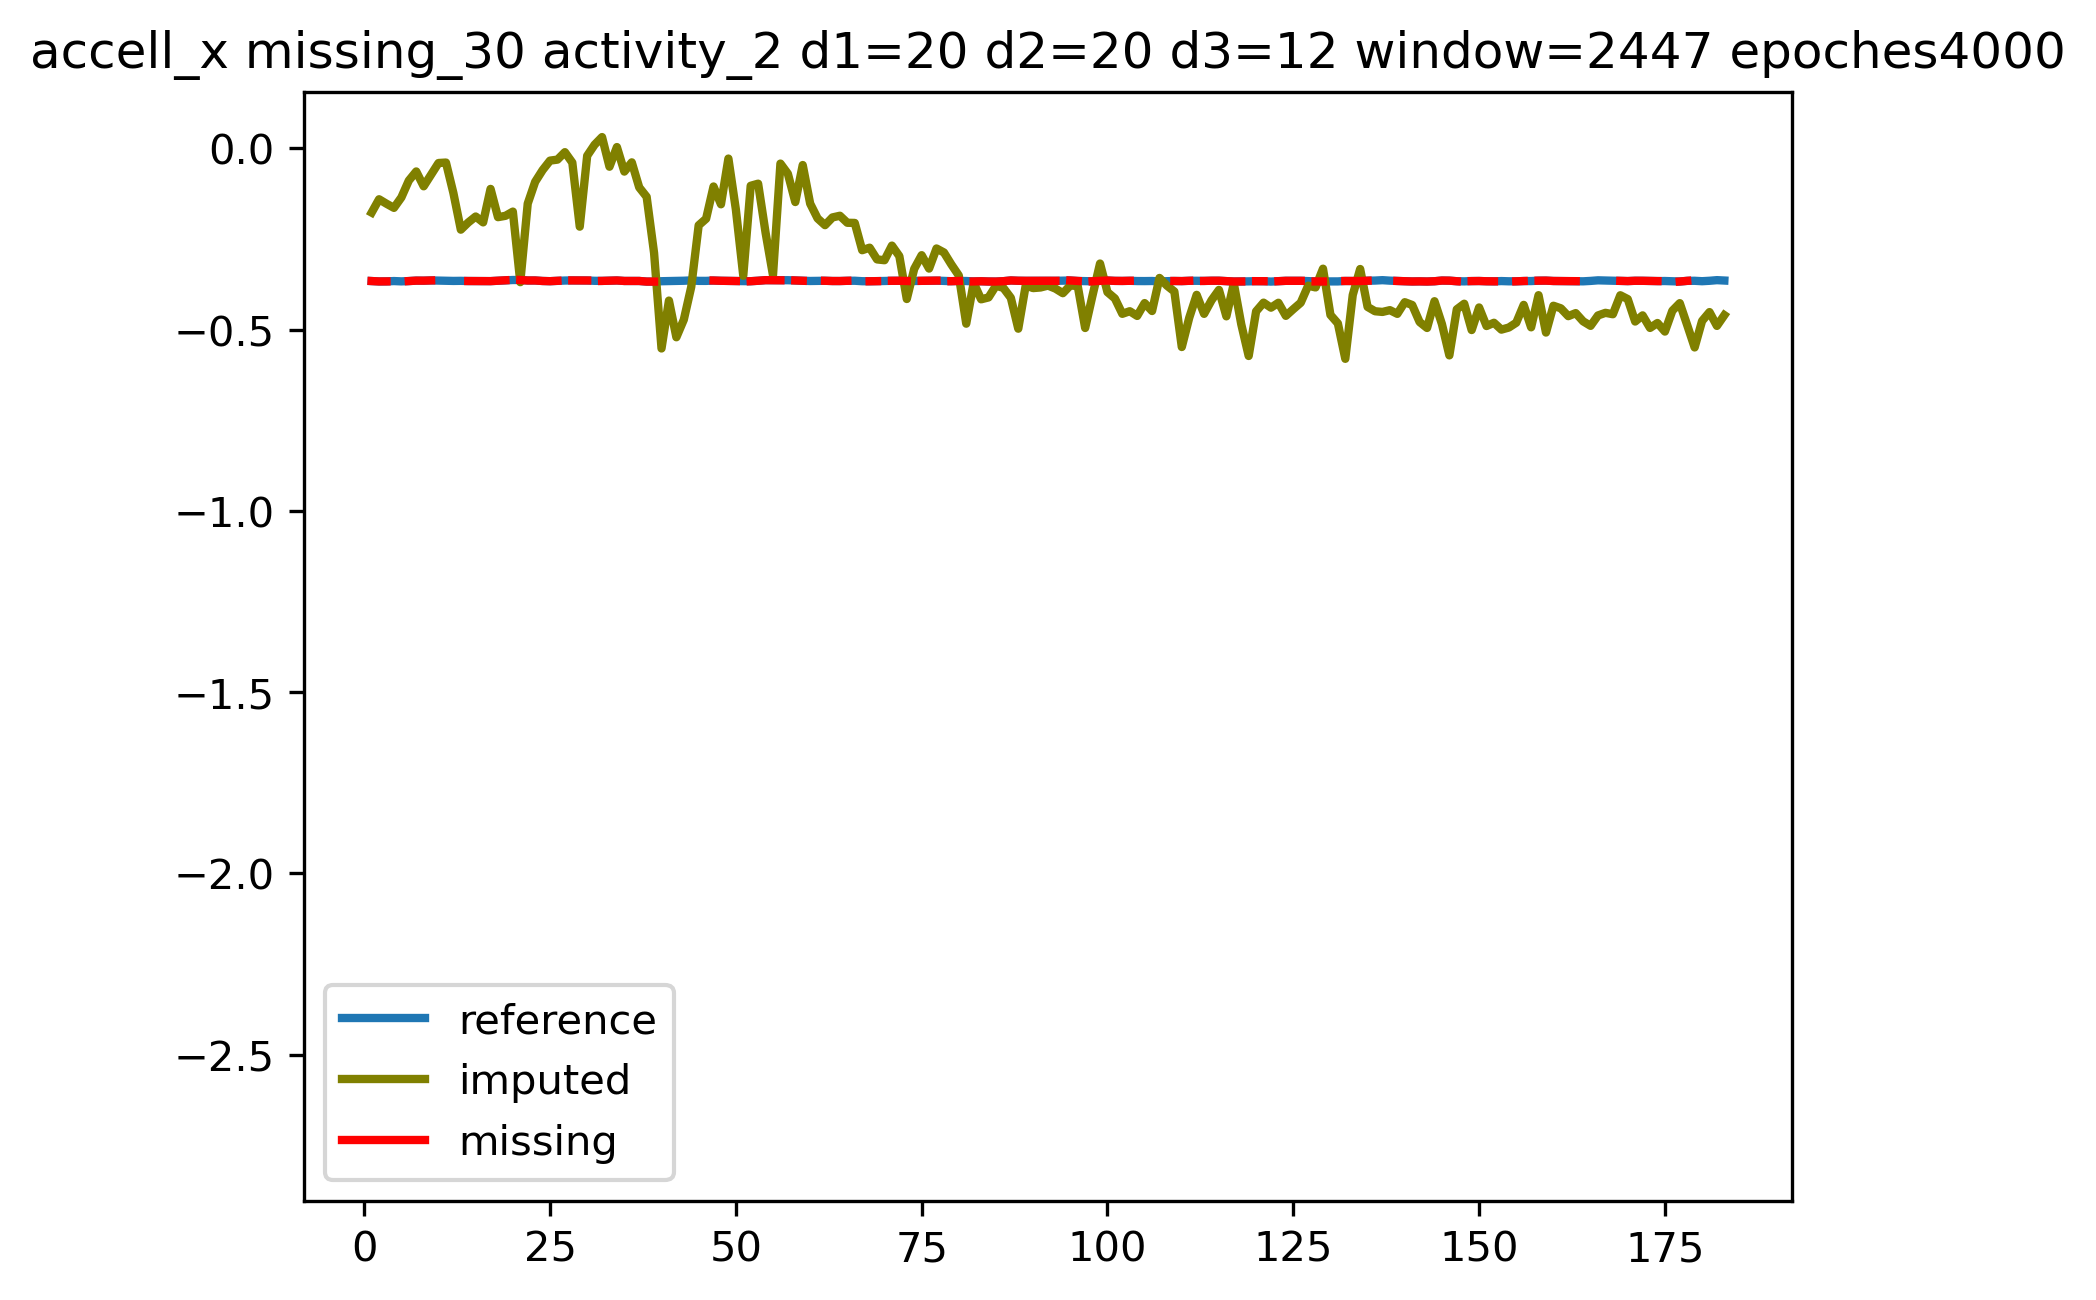 accell_x missing_30 activity_2 d1=20 d2=20 d3=12 window=2447 epoches4000
0.0
−0.5
−1.0
−1.5
−2.0
−2.5
reference
imputed
missing
0 25 50 75 100 125 150 175